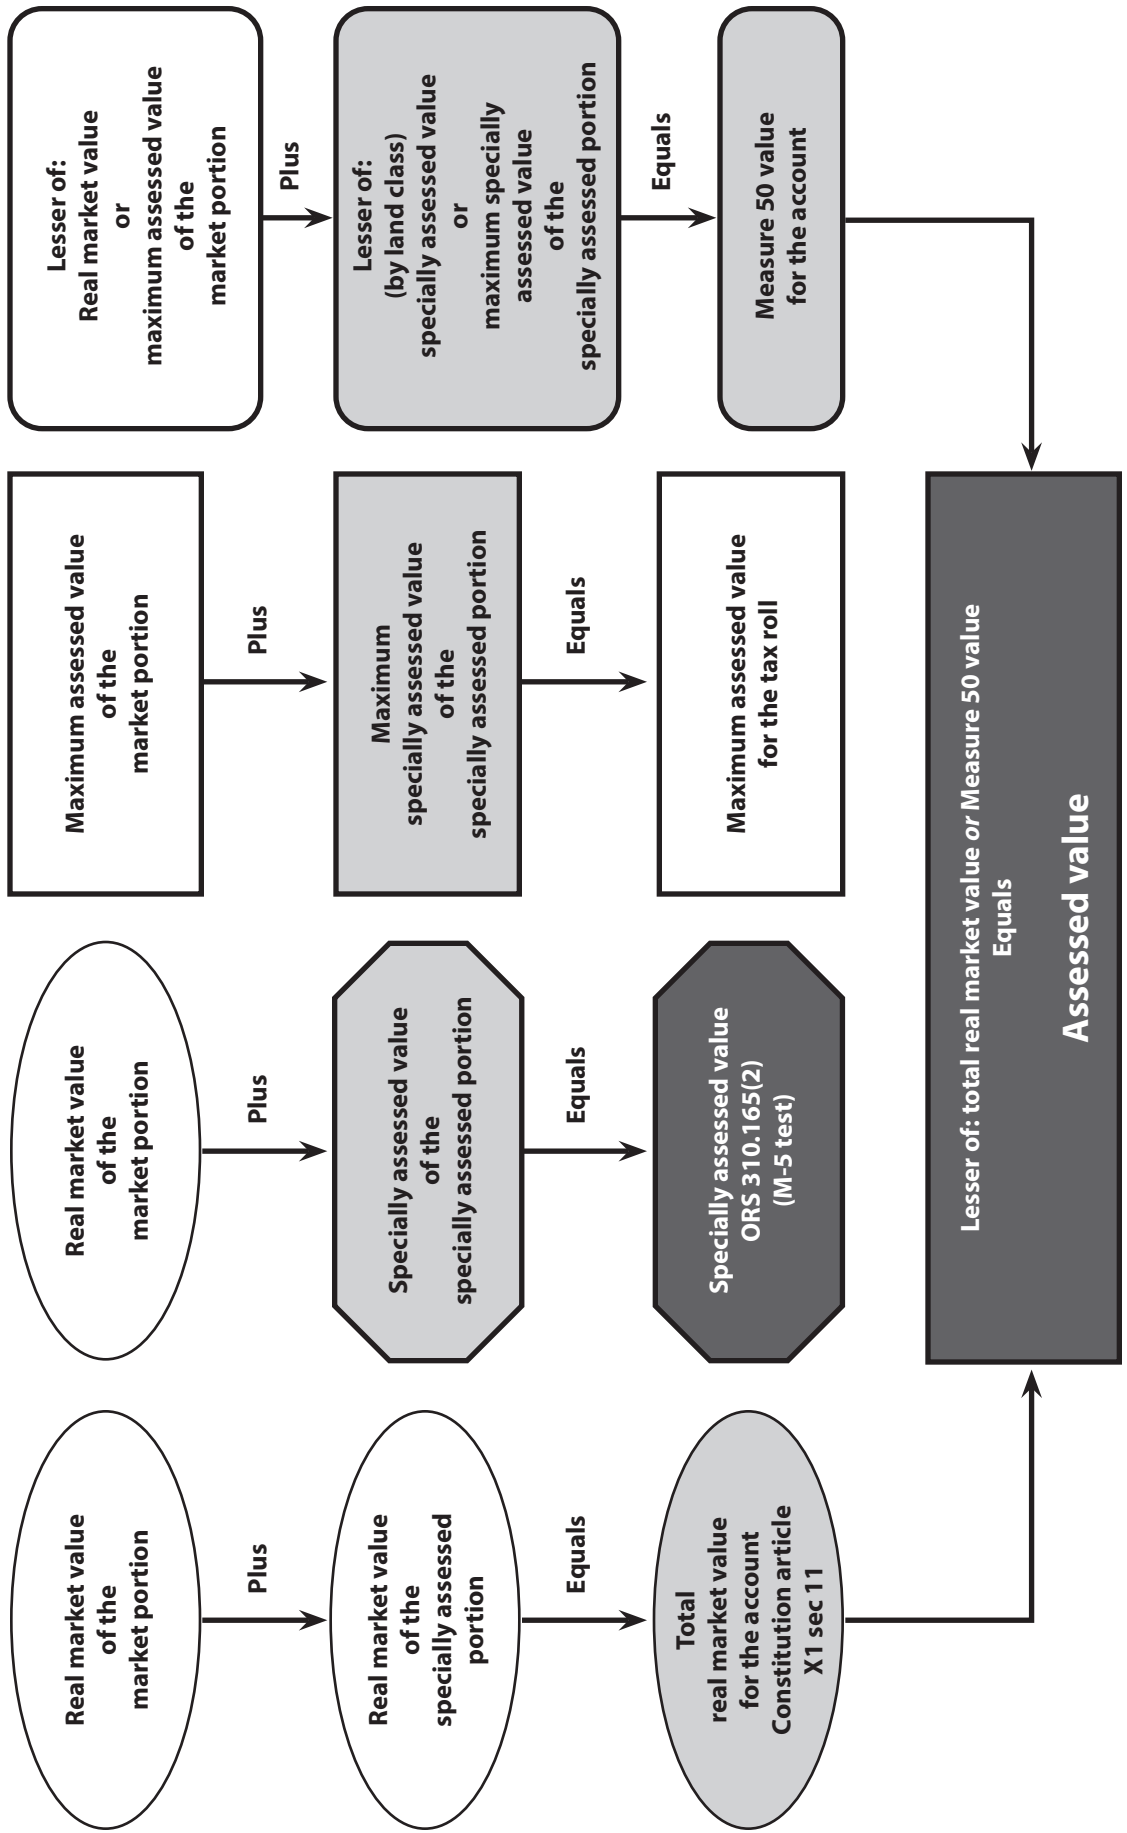 Real market value
of the
market portion
Plus
Real market value
of the
specially assessed
portion
Equals
Total
real market value
for the account
Constitution article
X1 sec 11
Real market value
of the
market portion
Plus
Specially assessed value
of the
specially assessed portion
Equals
Specially assessed value
ORS 310.165(2)
(M-5 test)
Maximum assessed value
of the
market portion
Plus
Maximum
specially assessed value
of the
specially assessed portion
Equals
Maximum assessed value
for the tax roll
Lesser of:
Real market value
or
maximum assessed value
of the
market portion
Plus
Lesser of:
(by land class)
specially assessed value
or
maximum specially
assessed value
of the
specially assessed portion
Equals
Measure 50 value
for the account
Lesser of: total real market value or Measure 50 value
Equals
Assessed value